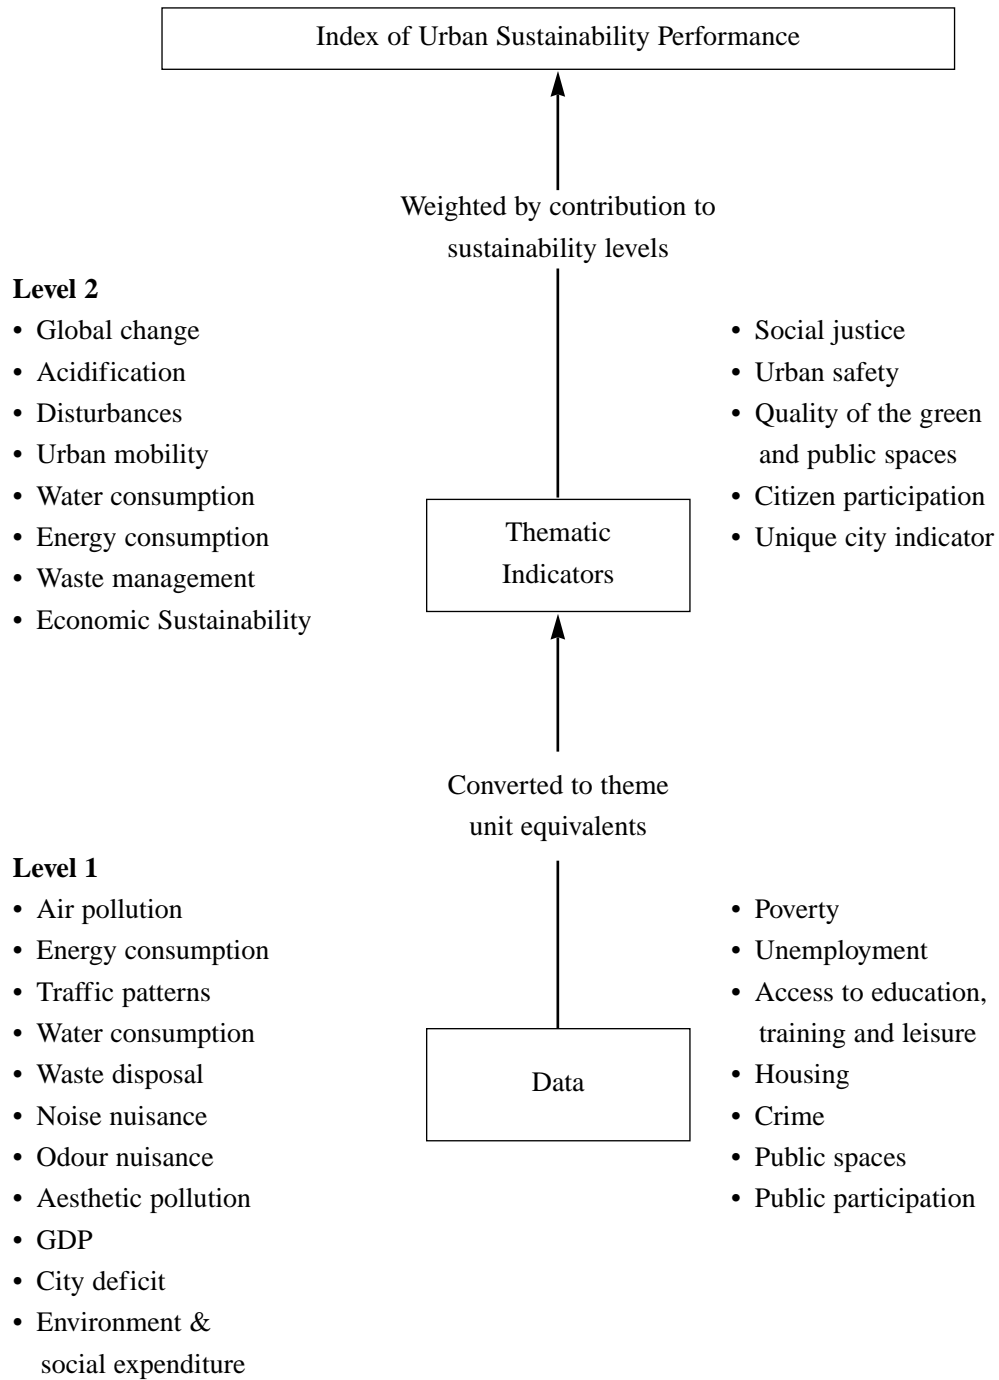 Index of Urban Sustainability Performance
Weighted by contribution to
sustainability levels
Level 2
• Global change
• Acidification
• Disturbances
• Urban mobility
• Water consumption
• Energy consumption
• Waste management
• Economic Sustainability
• Social justice
• Urban safety
• Quality of the green
and public spaces
• Citizen participation
• Unique city indicator
Thematic
Indicators
Converted to theme
unit equivalents
Level 1
• Air pollution
• Energy consumption
• Traffic patterns
• Water consumption
• Waste disposal
• Noise nuisance
• Odour nuisance
• Aesthetic pollution
• GDP
• City deficit
• Environment &
social expenditure
Data
• Poverty
• Unemployment
• Access to education,
training and leisure
• Housing
• Crime
• Public spaces
• Public participation